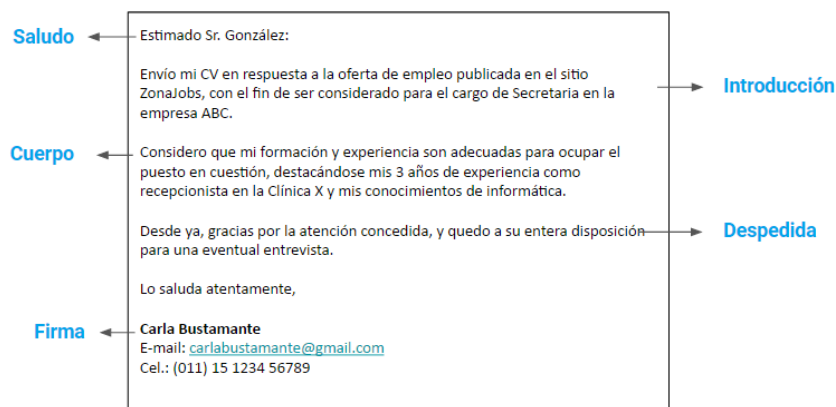 Saludo
Estimado Sr. González:
Envío mi CV en respuesta a la oferta de empleo publicada en el sitio
ZonaJobs, con el fin de ser considerado para el cargo de Secretaria en la
empresa ABC.
Introducción
Cuerpo
Considero que mi formación y experiencia son adecuadas para ocupar el
puesto en cuestión, destacándose mis 3 años de experiencia como
recepcionista en la Clínica X y mis conocimientos de informática.
Desde ya, gracias por la atención concedida, y quedo a su entera disposición
para una eventual entrevista.
Despedida
Lo saluda atentamente,
Firma
Carla Bustamante
E-mail: carlabustamante@gmail.com
Cel.: (011) 15 1234 56789